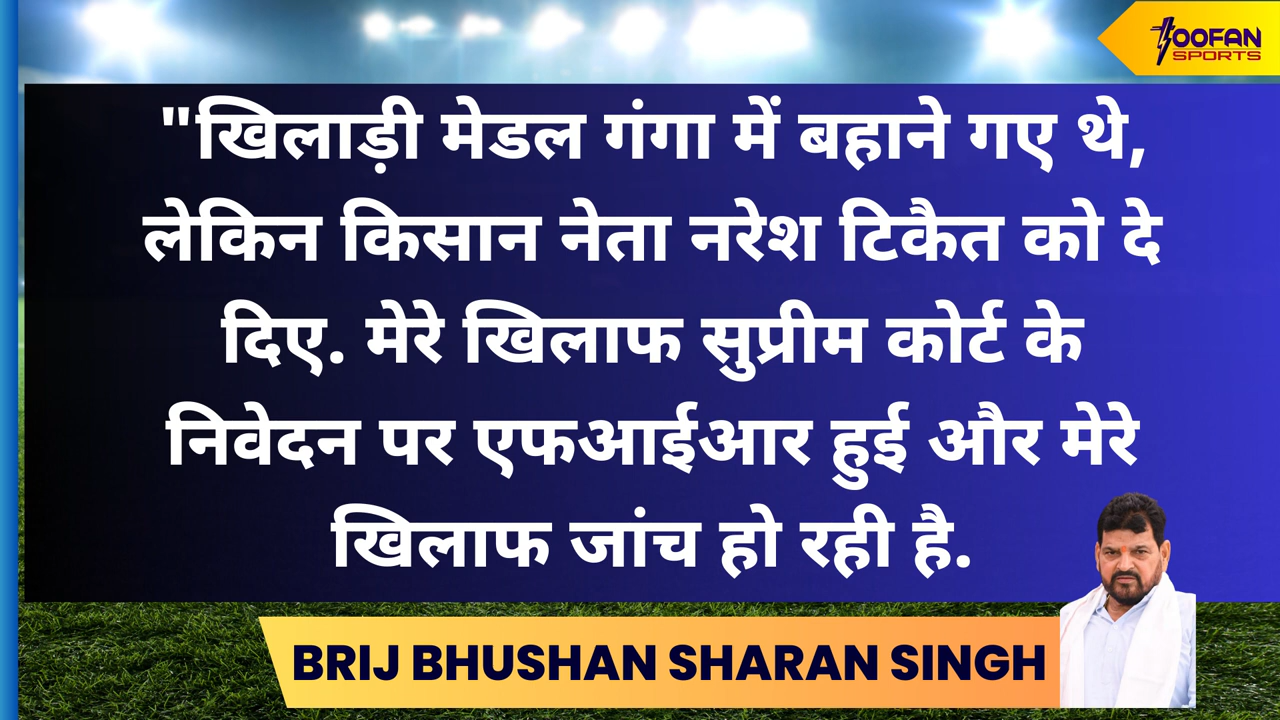 TOOFAN
SPORTS
"खिलाड़ी मेडल गंगा में बहाने गए थे,
लेकिन किसान नेता नरेश टिकैत को दे
दिए. मेरे खिलाफ सुप्रीम कोर्ट के
निवेदन पर एफआईआर हुई और मेरे
खिलाफ जांच हो रही है.
BRIJ BHUSHAN SHARAN SINGH